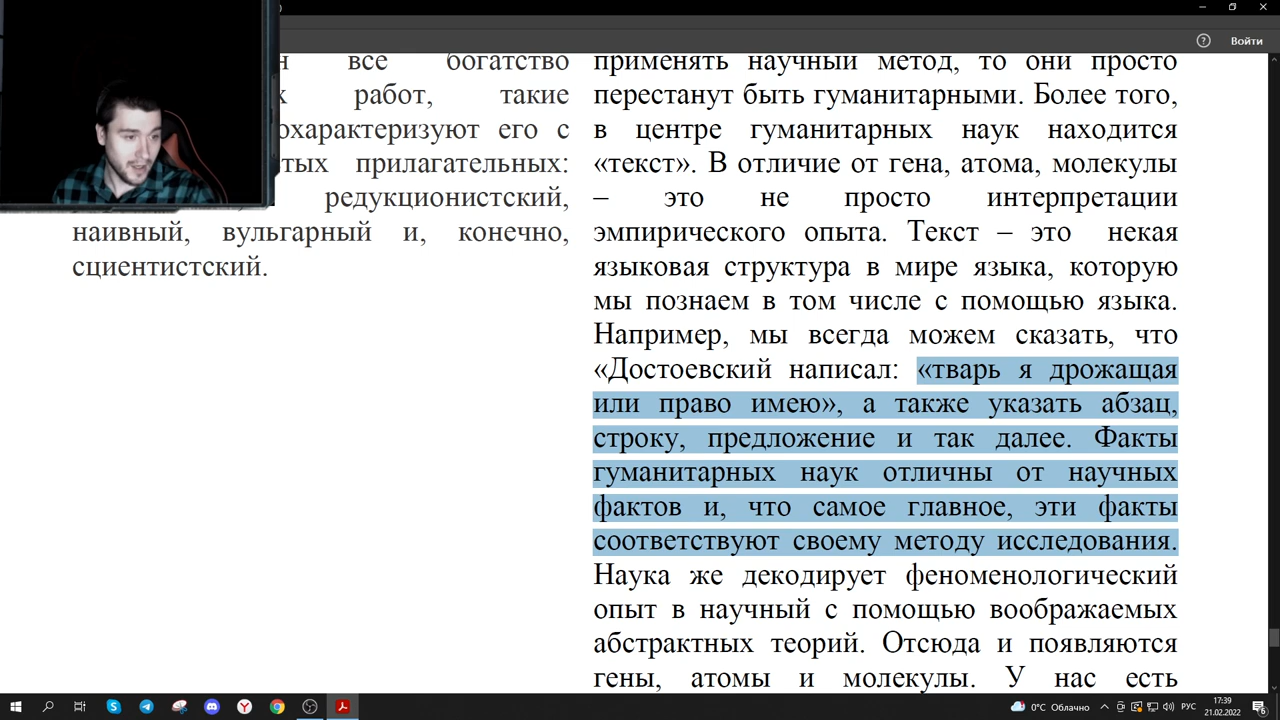 Войти
н все богатство
х работ, такие
охарактеризуют его с
тых прилагательных:
редукционистский,
наивный, вульгарный и, конечно,
сциентистский.
применять научный метод, то они просто
перестанут быть гуманитарными. Более того,
в центре гуманитарных наук находится
«текст». В отличие от гена, атома, молекулы
– это не просто интерпретации
эмпирического опыта. Текст – это некая
языковая структура в мире языка, которую
мы познаем в том числе с помощью языка.
Например, мы всегда можем сказать, что
«Достоевский написал: «тварь я дрожащая
или право имею», а также указать абзац,
строку, предложение и так далее. Факты
гуманитарных наук отличны от научных
фактов и, что самое главное, эти факты
соответствуют своему методу исследования.
Наука же декодирует феноменологический
опыт в научный с помощью воображаемых
абстрактных теорий. Отсюда и появляются
гены, атомы и молекулы. У нас есть
0°C Облачно
РУС
17:39
21.02.2022
6